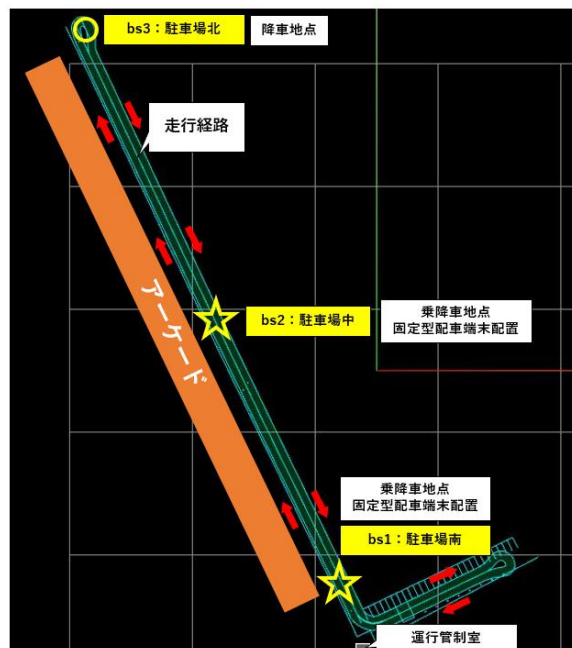 bs3：駐車場北
降車地点
走行経路
アーケード
bs2：駐車場中
乗降車地点
固定型配車端末配置
乗降車地点
固定型配車端末配置
bs1：駐車場南
運行管制室